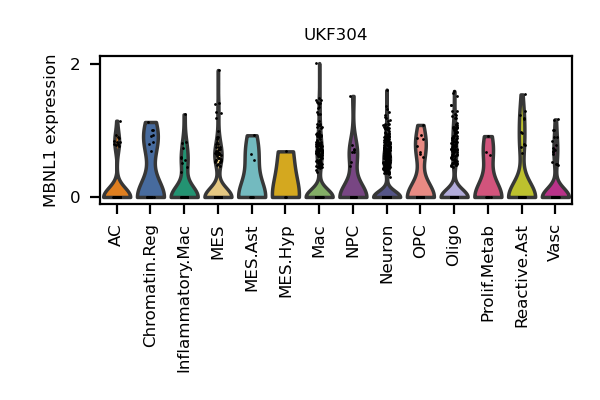 UKF304
MBNL1 expression
2
0
AC
Chromatin.Reg
Inflammatory.Mac
MES
MES.Ast
MES.Hyp
Mac
NPC
Neuron
OPC
Oligo
Prolif.Metab
Reactive.Ast
Vasc